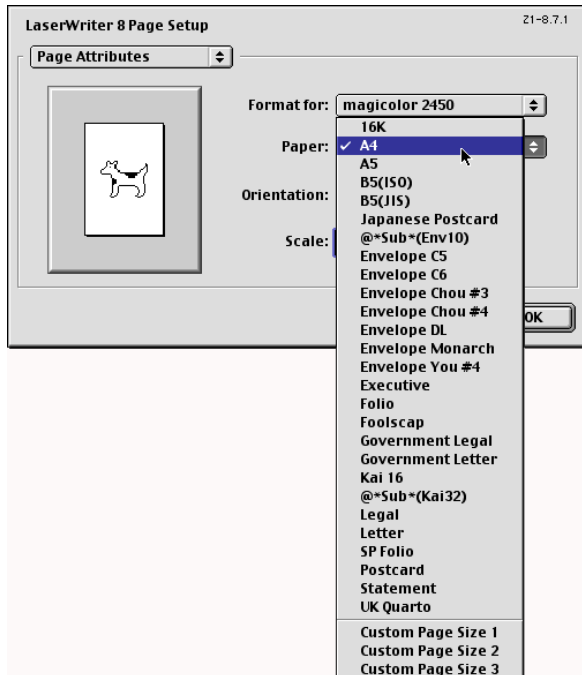 LaserWriter 8 Page Setup
Z1-8.7.1
Page Attributes
Format for: magicolor 2450
Paper:
Orientation:
Scale:
16K
✓ A4
A5
B5(ISO)
B5(JIS)
Japanese Postcard
@*Sub*(Env10)
Envelope C5
Envelope C6
Envelope Chou #3
Envelope Chou #4
Envelope DL
Envelope Monarch
Envelope You #4
Executive
Folio
Foolscap
Government Legal
Government Letter
Kai 16
@*Sub*(Kai32)
Legal
Letter
SP Folio
Postcard
Statement
UK Quarto
Custom Page Size 1
Custom Page Size 2
Custom Page Size 3
OK